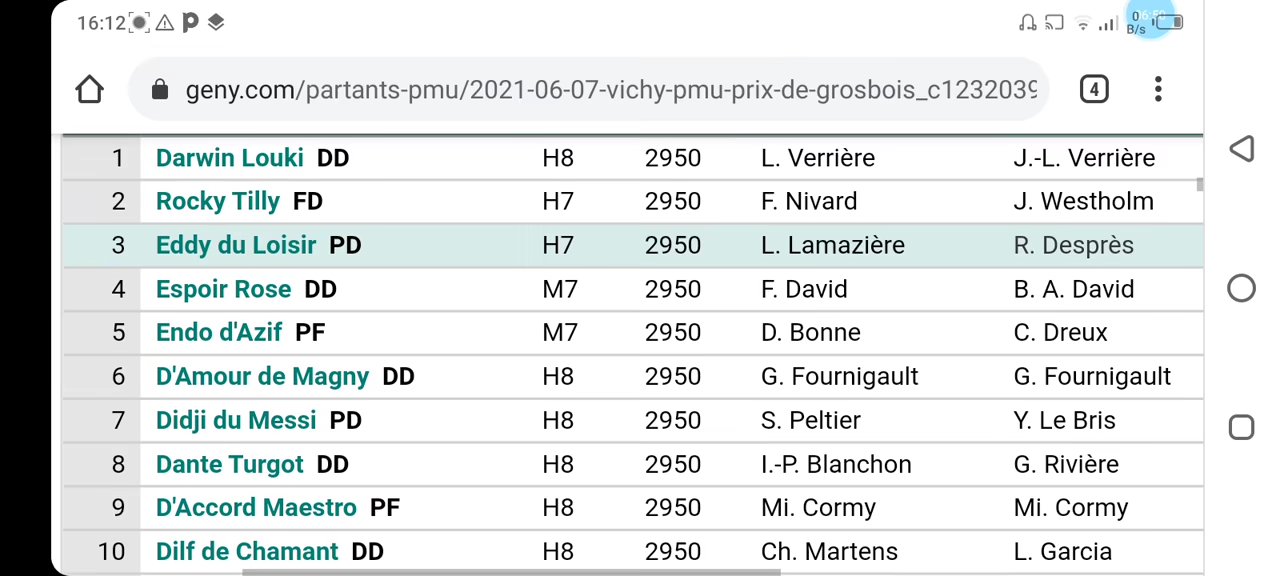 16:12
06:50
0
B/s
geny.com/partants-pmu/2021-06-07-vichy-pmu-prix-de-grosbois_c1232039
4
1 Darwin Louki DD H8 2950 L. Verrière J.-L. Verrière
2 Rocky Tilly FD H7 2950 F. Nivard J. Westholm
3 Eddy du Loisir PD H7 2950 L. Lamazière R. Desprès
4 Espoir Rose DD M7 2950 F. David B. A. David
5 Endo d'Azif PF M7 2950 D. Bonne C. Dreux
6 D'Amour de Magny DD H8 2950 G. Fournigault G. Fournigault
7 Didji du Messi PD H8 2950 S. Peltier Y. Le Bris
8 Dante Turgot DD H8 2950 I.-P. Blanchon G. Rivière
9 D'Accord Maestro PF H8 2950 Mi. Cormy Mi. Cormy
10 Dilf de Chamant DD H8 2950 Ch. Martens L. Garcia